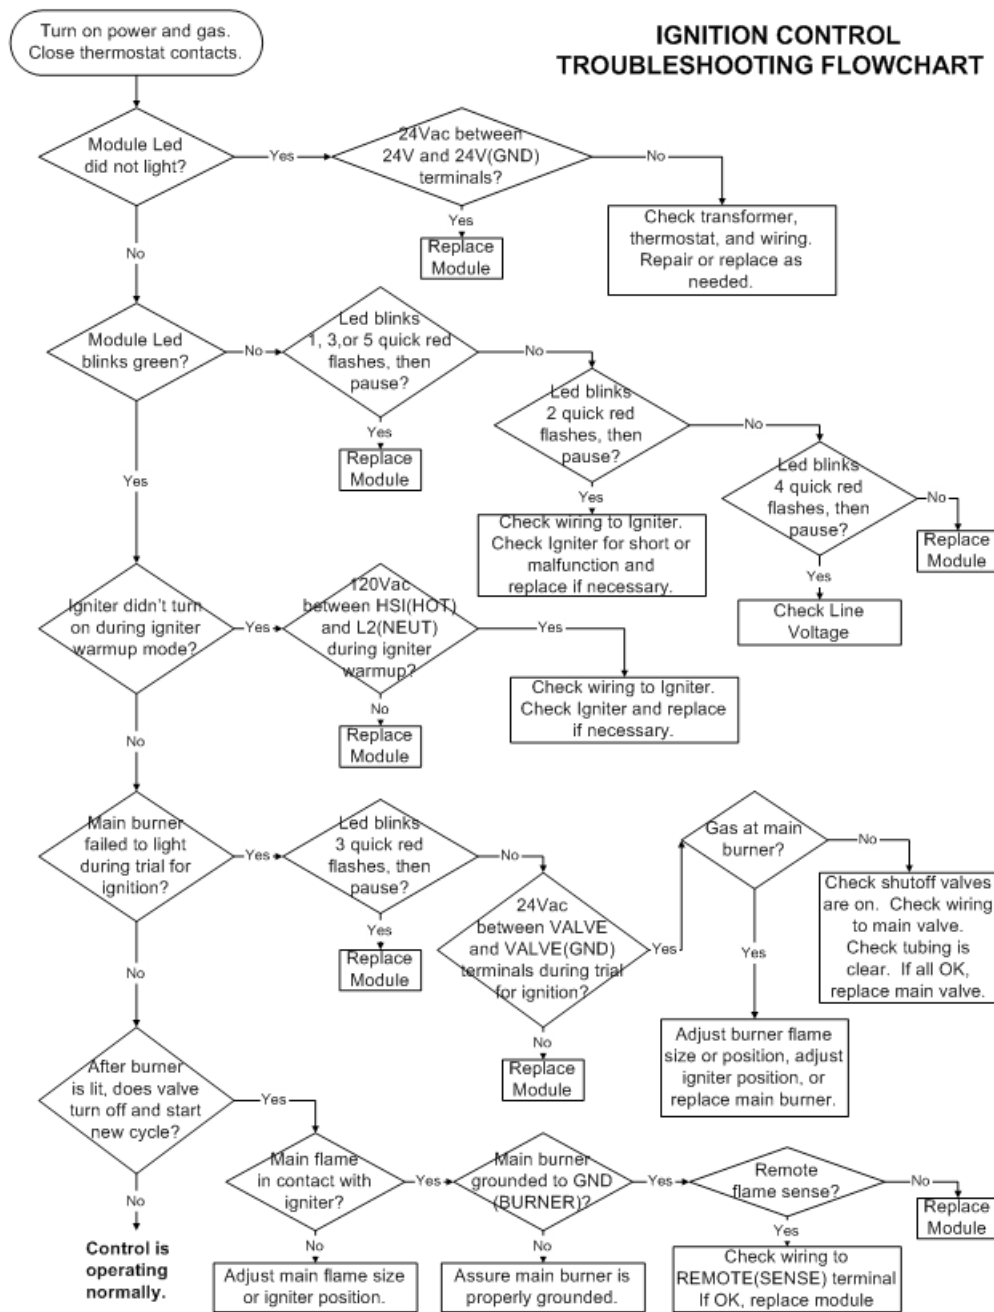 Turn on power and gas.
Close thermostat contacts.
IGNITION CONTROL
TROUBLESHOOTING FLOWCHART
Module Led
did not light?
Yes
24Vac between
24V and 24V(GND)
terminals?
No
Yes
Replace
Module
Check transformer,
thermostat, and wiring.
Repair or replace as
needed.
No
Module Led
blinks green?
No
Led blinks
1, 3,or 5 quick red
flashes, then
pause?
No
Yes
Replace
Module
Led blinks
2 quick red
flashes, then
pause?
No
Yes
Check wiring to Igniter.
Check Igniter for short or
malfunction and
replace if necessary.
Led blinks
4 quick red
flashes, then
pause?
No
Replace
Module
Yes
Check Line
Voltage
Yes
Igniter didn't turn
on during igniter
warmup mode?
Yes
120Vac
between HSI(HOT)
and L2(NEUT)
during igniter
warmup?
Yes
Check wiring to Igniter.
Check Igniter and replace
if necessary.
No
Replace
Module
No
Main burner
failed to light
during trial for
ignition?
Yes
Led blinks
3 quick red
flashes, then
pause?
No
Yes
Replace
Module
24Vac
between VALVE
and VALVE(GND)
terminals during trial
for ignition?
Yes
No
Replace
Module
Gas at main
burner?
No
Check shutoff valves
are on. Check wiring
to main valve.
Check tubing is
clear. If all OK,
replace main valve.
Yes
Adjust burner flame
size or position, adjust
igniter position, or
replace main burner.
No
After burner
is lit, does valve
turn off and start
new cycle?
Yes
Main flame
in contact with
igniter?
Yes
No
Adjust main flame size
or igniter position.
Main burner
grounded to GND
(BURNER)?
Yes
No
Assure main burner is
properly grounded.
Remote
flame sense?
No
Replace
Module
Yes
Check wiring to
REMOTE(SENSE) terminal
If OK, replace module
No
Control is
operating
normally.